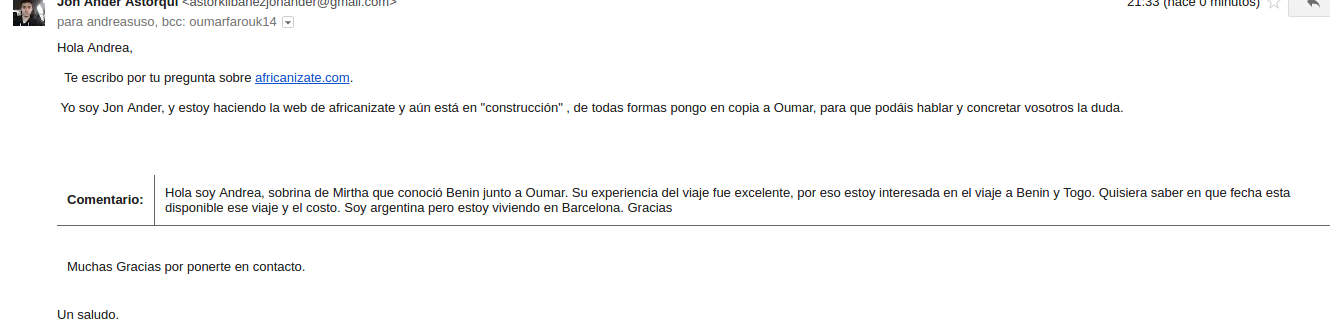 Jon Ander Astorqui <astorkiibanezjonander@gmail.com> 21:33 (hace 0 minutos)
para andreasuso, bcc: oumarfarouk14
Hola Andrea,
Te escribo por tu pregunta sobre africanizate.com.
Yo soy Jon Ander, y estoy haciendo la web de africanizate y aún está en "construcción" , de todas formas pongo en copia a Oumar, para que podáis hablar y concretar vosotros la duda.
Comentario:
Hola soy Andrea, sobrina de Mirtha que conoció Benin junto a Oumar. Su experiencia del viaje fue excelente, por eso estoy interesada en el viaje a Benin y Togo. Quisiera saber en que fecha esta
disponible ese viaje y el costo. Soy argentina pero estoy viviendo en Barcelona. Gracias
Muchas Gracias por ponerte en contacto.
Un saludo.